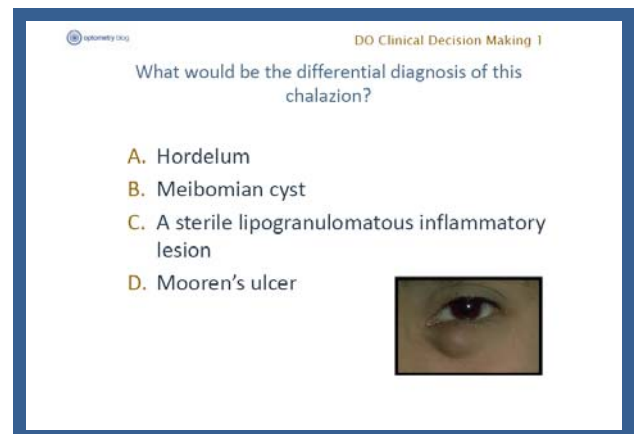 optometry blog
DO Clinical Decision Making 1
What would be the differential diagnosis of this
chalazion?
A. Hordelum
B. Meibomian cyst
C. A sterile lipogranulomatous inflammatory
lesion
D. Mooren's ulcer